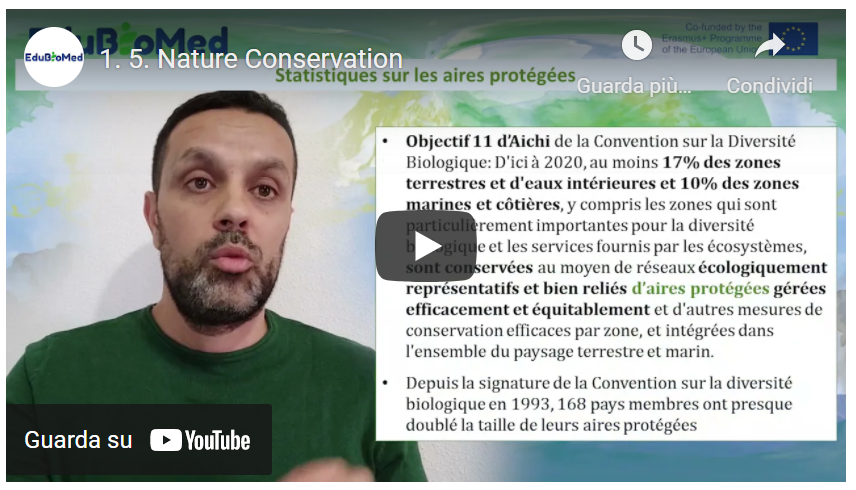 EduBioMed
EduBioMed
Co-funded by the
Erasmus+ Programme
of the European Union
1. 5. Nature Conservation
Statistiques sur les aires protégées
Guarda più...
Condividi
• Objectif 11 d'Aichi de la Convention sur la Diversité
Biologique: D'ici à 2020, au moins 17% des zones
terrestres et d'eaux intérieures et 10% des zones
marines et côtières, y compris les zones qui sont
particulièrement importantes pour la diversité
biologique et les services fournis par les écosystèmes,
sont conservées au moyen de réseaux écologiquement
représentatifs et bien reliés d'aires protégées gérées
efficacement et équitablement et d'autres mesures de
conservation efficaces par zone, et intégrées dans
l'ensemble du paysage terrestre et marin.
• Depuis la signature de la Convention sur la diversité
biologique en 1993, 168 pays membres ont presque
doublé la taille de leurs aires protégées
Guarda su YouTube